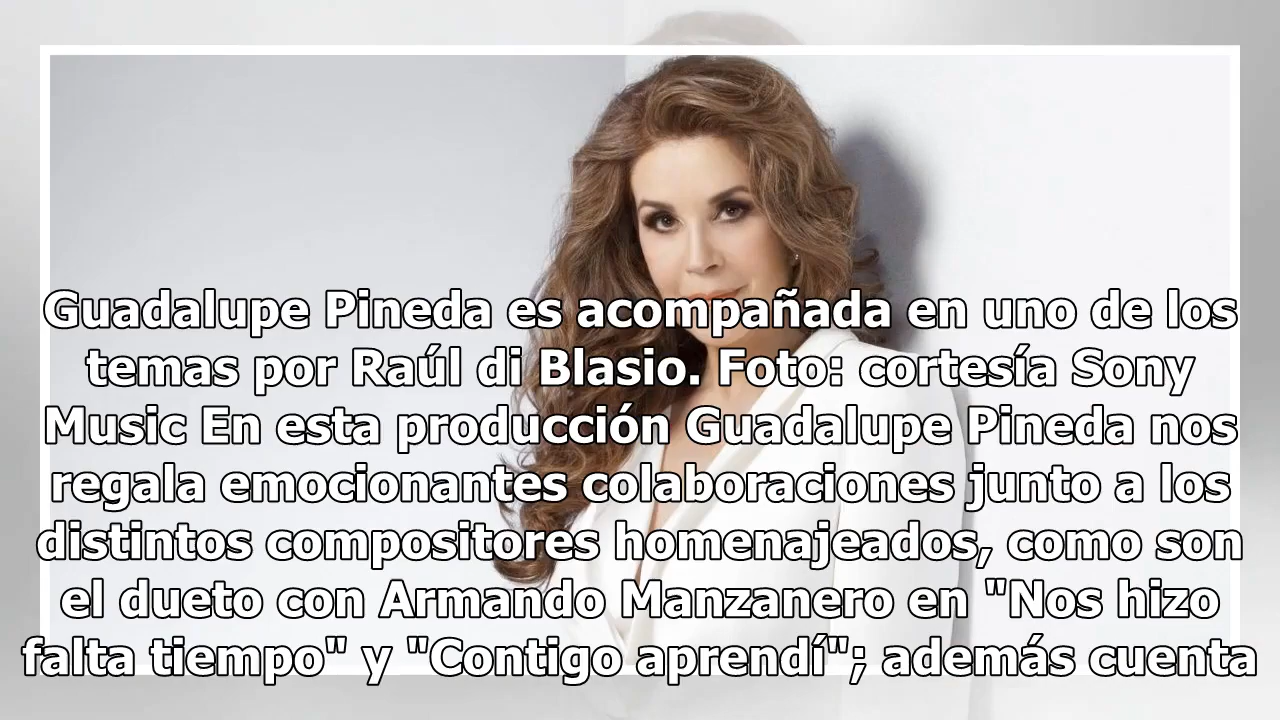 Guadalupe Pineda es acompañada en uno de los
temas por Raúl di Blasio. Foto: cortesía Sony
Music En esta producción Guadalupe Pineda nos
regala emocionantes colaboraciones junto a los
distintos compositores homenajeados, como son
el dueto con Armando Manzanero en "Nos hizo
falta tiempo" y "Contigo aprendí"; además cuenta